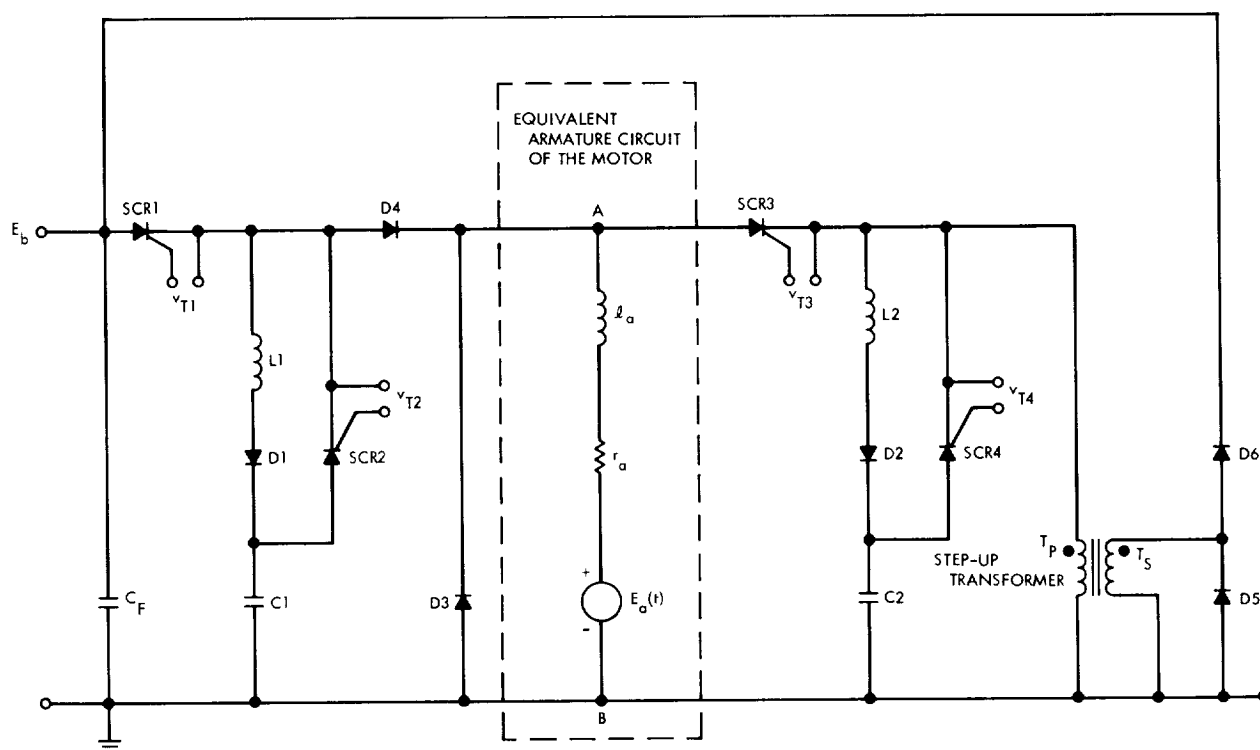 EQUIVALENT
ARMATURE CIRCUIT
OF THE MOTOR
E_b
SCR1
D4
A
SCR3
v_T1
v_T3
ℓ_a
L2
L1
v_T2
v_T4
D1
SCR2
r_a
D2
SCR4
D6
STEP-UP
TRANSFORMER
T_P
T_S
+
C_F
C1
D3
E_a(t)
-
C2
D5
B